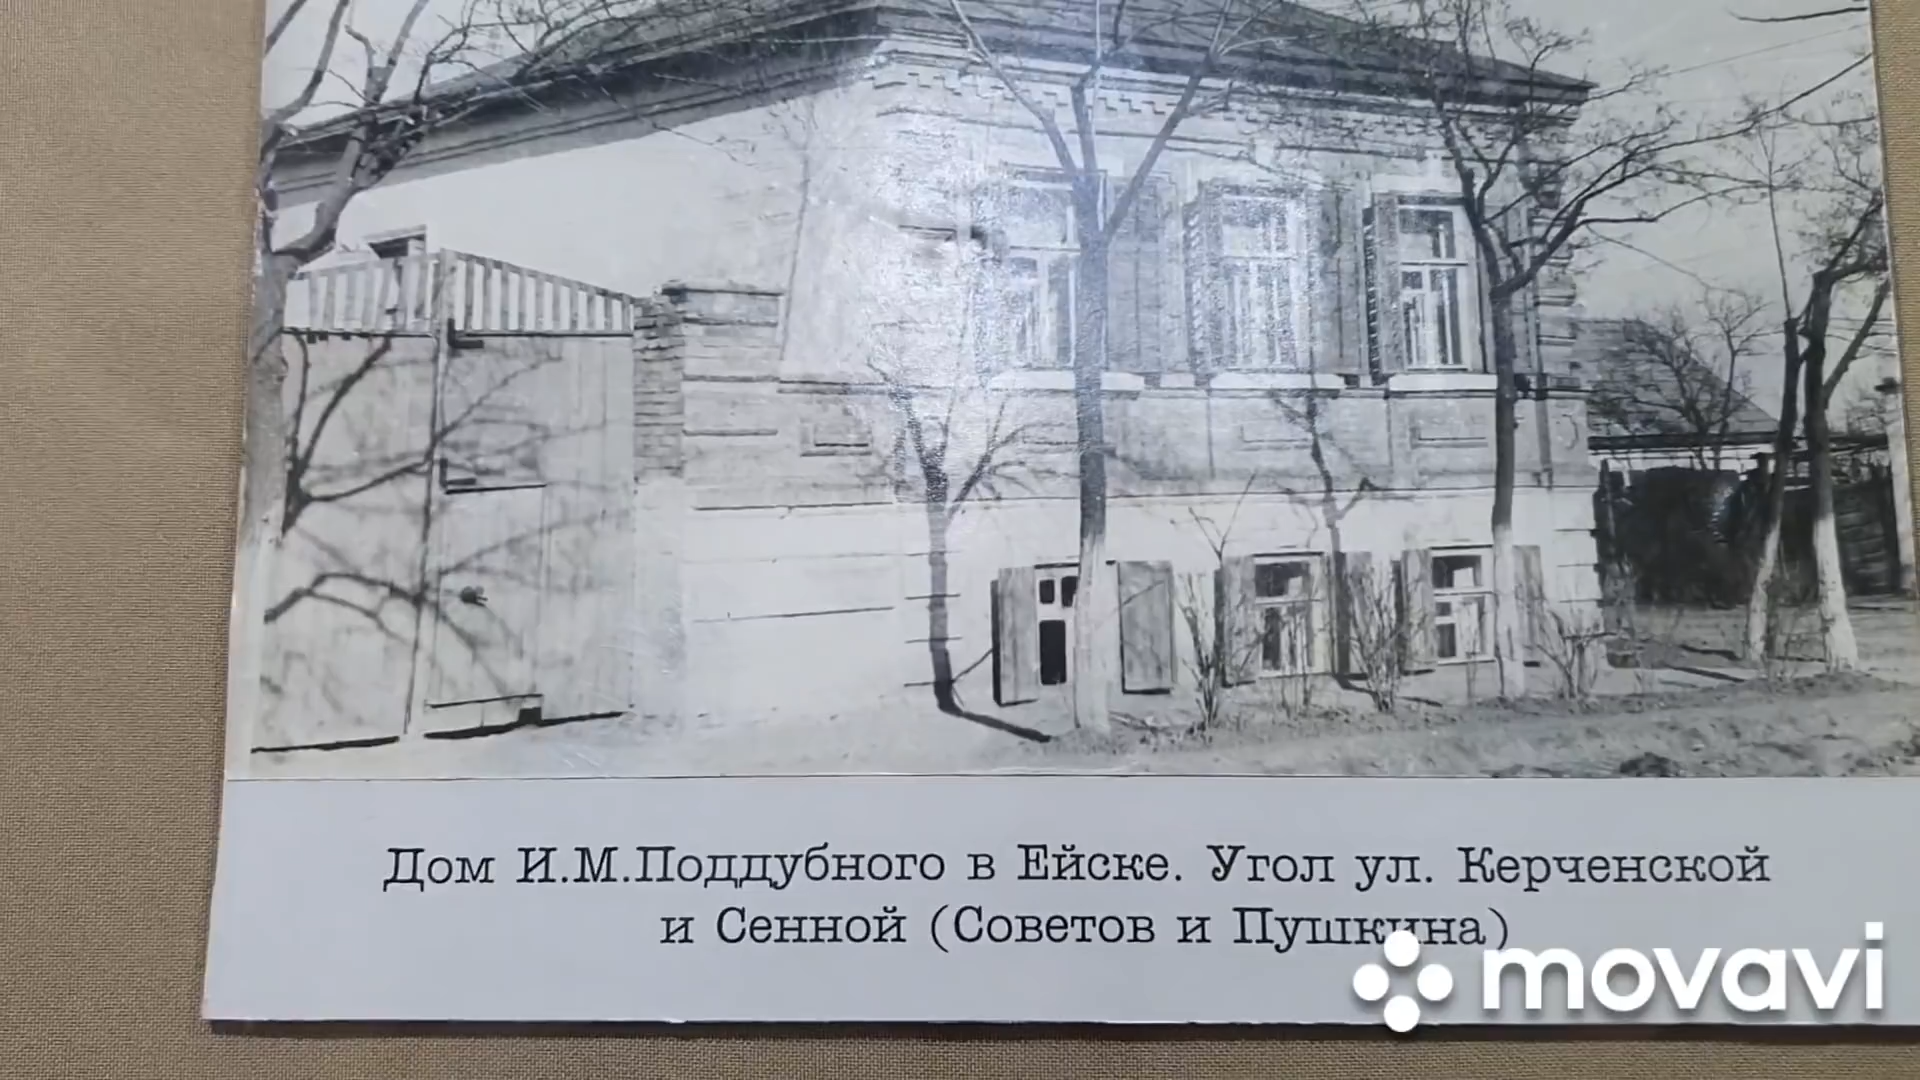 Дом И.М.Поддубного в Ейске. Угол ул. Керченской
и Сенной (Советов и Пушкина)
movavi